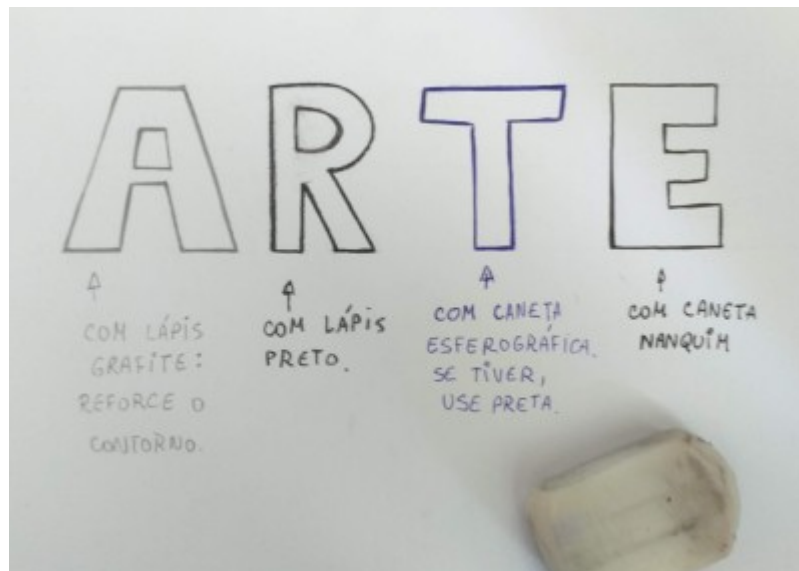 ARTE
COM LÁPIS
GRAFITE:
REFORCE O
CONTORNO.
COM LÁPIS
PRETO.
COM CANETA
ESFEROGRÁFICA.
SE TIVER,
USE PRETA.
COM CANETA
NANQUIM